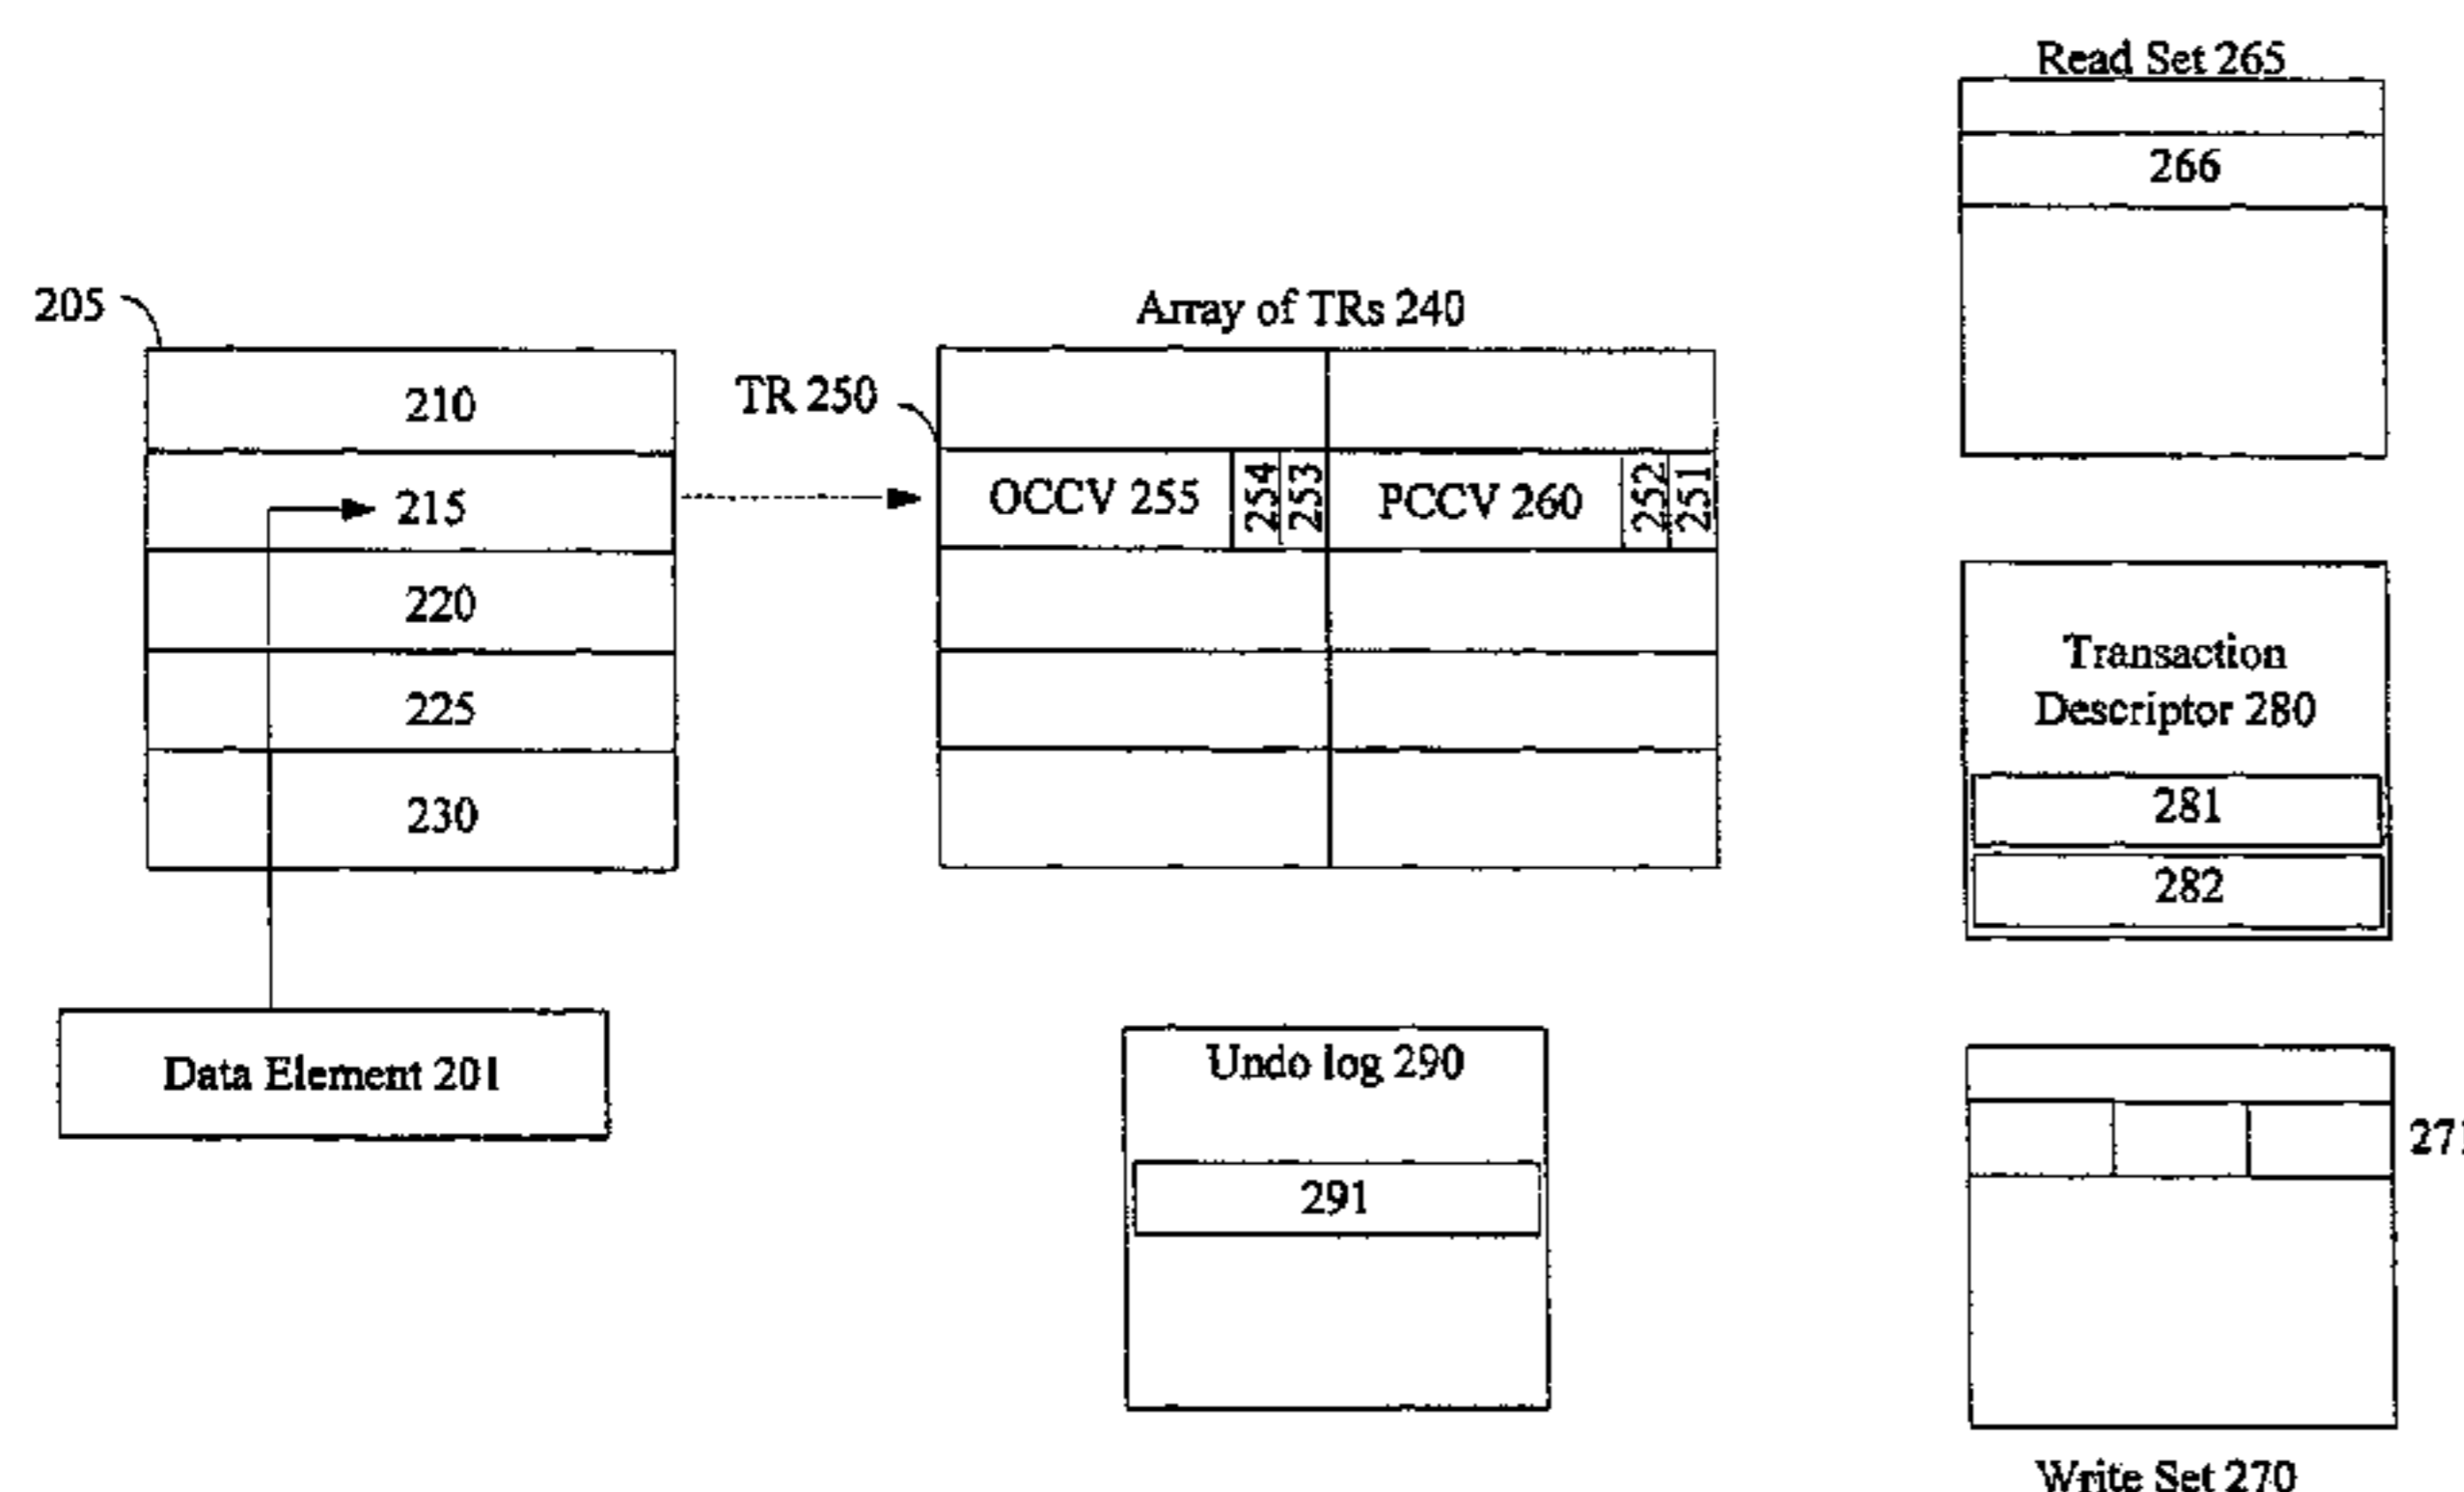 Read Set 265
266
205
Array of TRs 240
TR 250
210
215
220
225
230
OCCV 255
254
253
PCCV 260
252
251
Transaction
Descriptor 280
281
282
Data Element 201
Undo log 290
291
Write Set 270